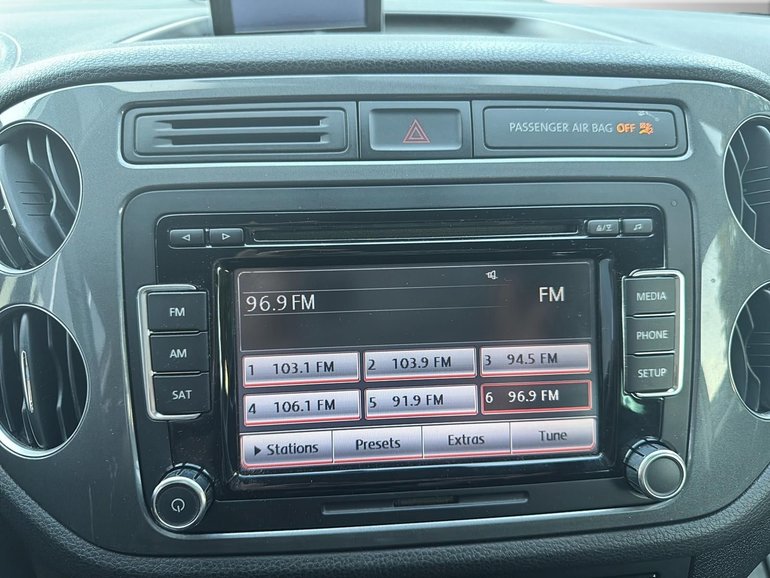 PASSENGER AIR BAG OFF
96.9 FM
FM
1 103.1 FM
2 103.9 FM
3 94.5 FM
4 106.1 FM
5 91.9 FM
6 96.9 FM
Stations
Presets
Extras
Tune
FM
AM
SAT
MEDIA
PHONE
SETUP